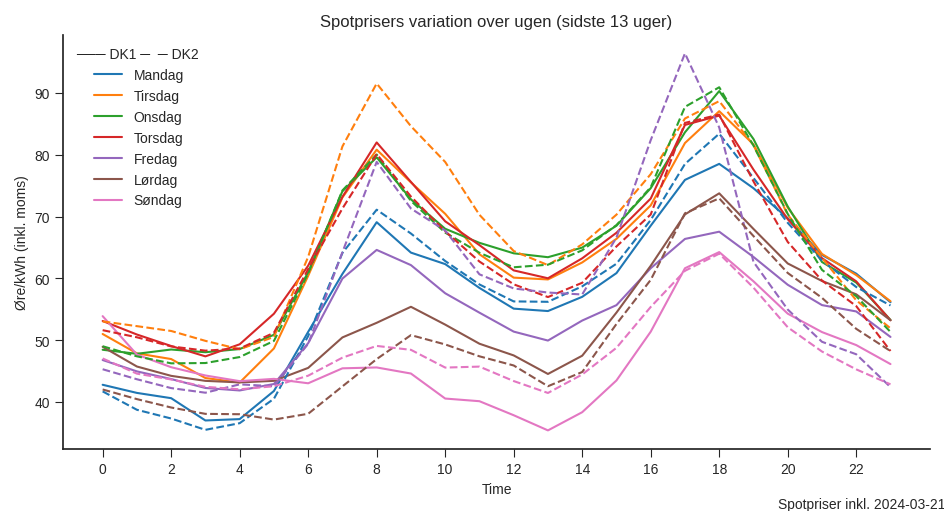 Spotprisers variation over ugen (sidste 13 uger)
DK1 DK2
Mandag
Tirsdag
Onsdag
Torsdag
Fredag
Lørdag
Søndag
Øre/kWh (inkl. moms)
90
80
70
60
50
40
0 2 4 6 8 10 12 14 16 18 20 22
Time
Spotpriser inkl. 2024-03-21